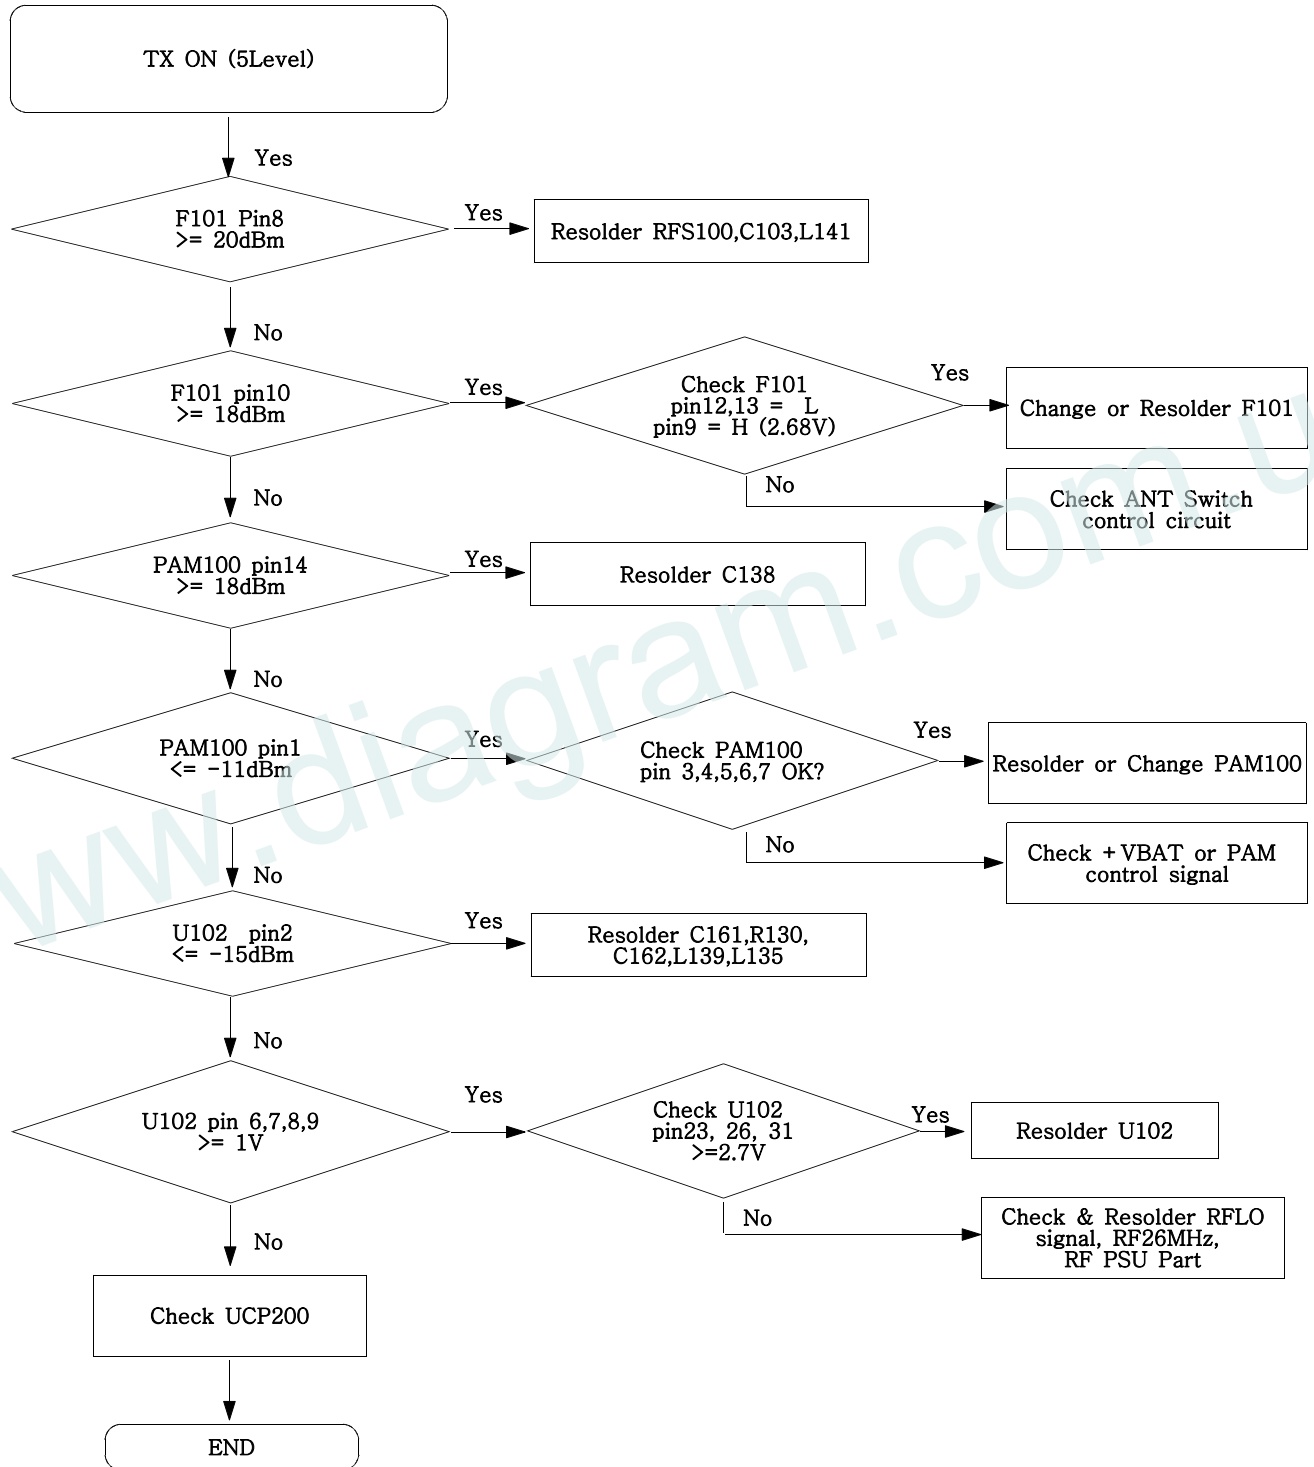 TX ON (5Level)
Yes
F101 Pin8
>= 20dBm
Yes
Resolder RFS100,C103,L141
No
F101 pin10
>= 18dBm
Yes
Check F101
pin12,13 = L
pin9 = H (2.68V)
Yes
Change or Resolder F101
No
Check ANT Switch
control circuit
No
PAM100 pin14
>= 18dBm
Yes
Resolder C138
No
PAM100 pin1
<= -11dBm
Yes
Check PAM100
pin 3,4,5,6,7 OK?
Yes
Resolder or Change PAM100
No
Check +VBAT or PAM
control signal
No
U102 pin2
<= -15dBm
Yes
Resolder C161,R130,
C162,L139,L135
No
U102 pin 6,7,8,9
>= 1V
Yes
Check U102
pin23, 26, 31
>=2.7V
Yes
Resolder U102
No
Check & Resolder RFLO
signal, RF26MHz,
RF PSU Part
No
Check UCP200
END
ww.diagram.com.u